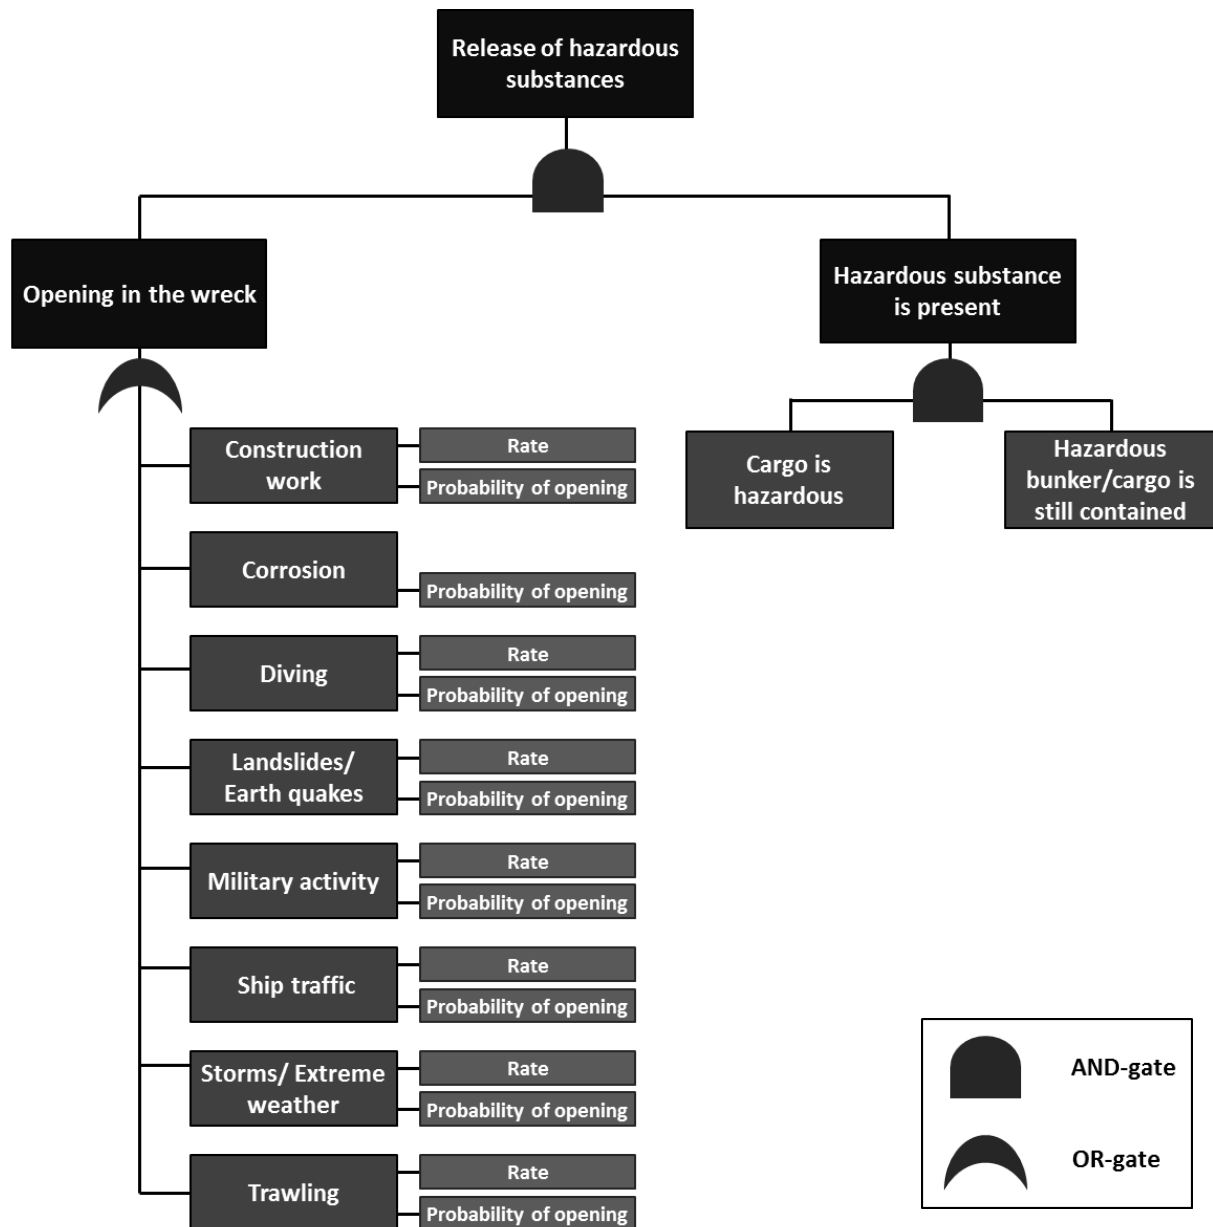 Release of hazardous
substances
Opening in the wreck
Hazardous substance
is present
Construction
work
Rate
Probability of opening
Cargo is
hazardous
Hazardous
bunker/cargo is
still contained
Corrosion
Probability of opening
Diving
Rate
Probability of opening
Landslides/
Earth quakes
Rate
Probability of opening
Military activity
Rate
Probability of opening
Ship traffic
Rate
Probability of opening
Storms/ Extreme
weather
Rate
Probability of opening
Trawling
Rate
Probability of opening
AND-gate
OR-gate